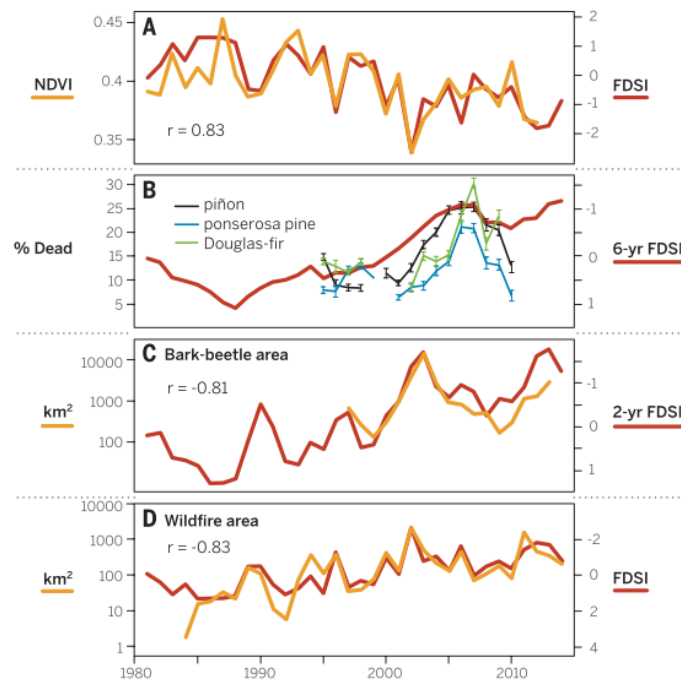 A
0.45
0.4
0.35
NDVI
r = 0.83
2
1
0
-1
-2
FDSI
B
30
25
20
15
10
5
% Dead
piñon
ponserosa pine
Douglas-fir
-1
0
1
6-yr FDSI
C Bark-beetle area
r = -0.81
10000
1000
100
km²
-1
0
1
2-yr FDSI
D Wildfire area
r = -0.83
10000
1000
100
10
1
km²
-2
0
2
4
FDSI
1980
1990
2000
2010